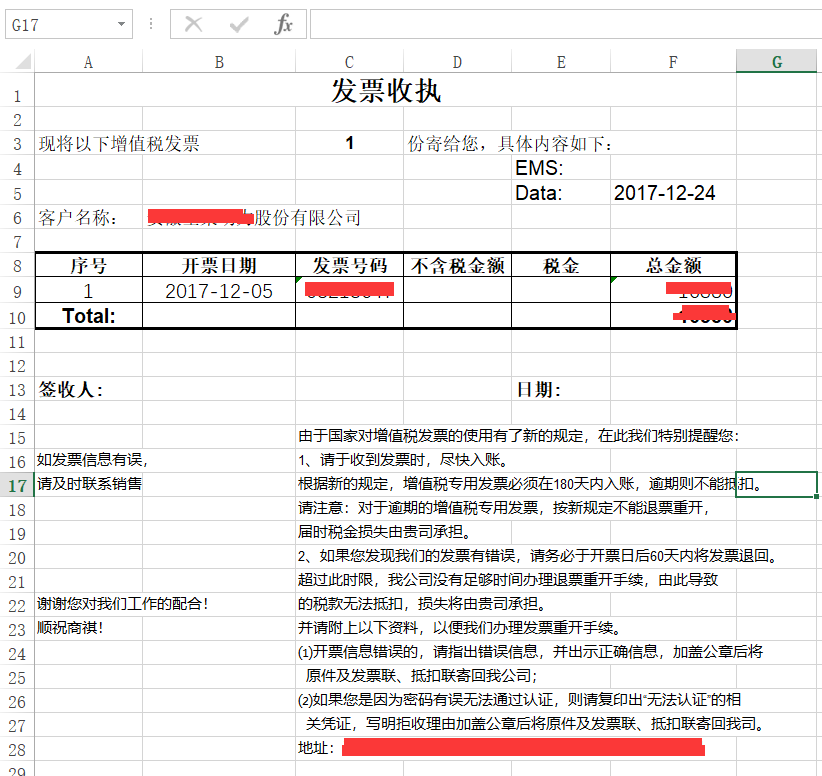 G17
fx
A B C D E F G
1 发票收执
2
3 现将以下增值税发票 1 份寄给您，具体内容如下：
4 EMS:
5 Data: 2017-12-24
6 客户名称： 股份有限公司
7
8 序号 开票日期 发票号码 不含税金额 税金 总金额
9 1 2017-12-05
10 Total:
11
12
13 签收人： 日期：
14
15 由于国家对增值税发票的使用有了新的规定，在此我们特别提醒您：
16 如发票信息有误， 1、请于收到发票时，尽快入账。
17 请及时联系销售 根据新的规定，增值税专用发票必须在180天内入账，逾期则不能抵扣。
18 请注意：对于逾期的增值税专用发票，按新规定不能退票重开，
19 届时税金损失由贵司承担。
20 2、如果您发现我们的发票有错误，请务必于开票日后60天内将发票退回。
21 超过此时限，我公司没有足够时间办理退票重开手续，由此导致
22 谢谢您对我们工作的配合！ 的税款无法抵扣，损失将由贵司承担。
23 顺祝商祺！ 并请附上以下资料，以便我们办理发票重开手续。
24 ⑴开票信息错误的，请指出错误信息，并出示正确信息，加盖公章后将
25 原件及发票联、抵扣联寄回我公司；
26 ⑵如果您是因为密码有误无法通过认证，则请复印出“无法认证”的相
27 关凭证，写明拒收理由加盖公章后将原件及发票联、抵扣联寄回我司。
28 地址：
29